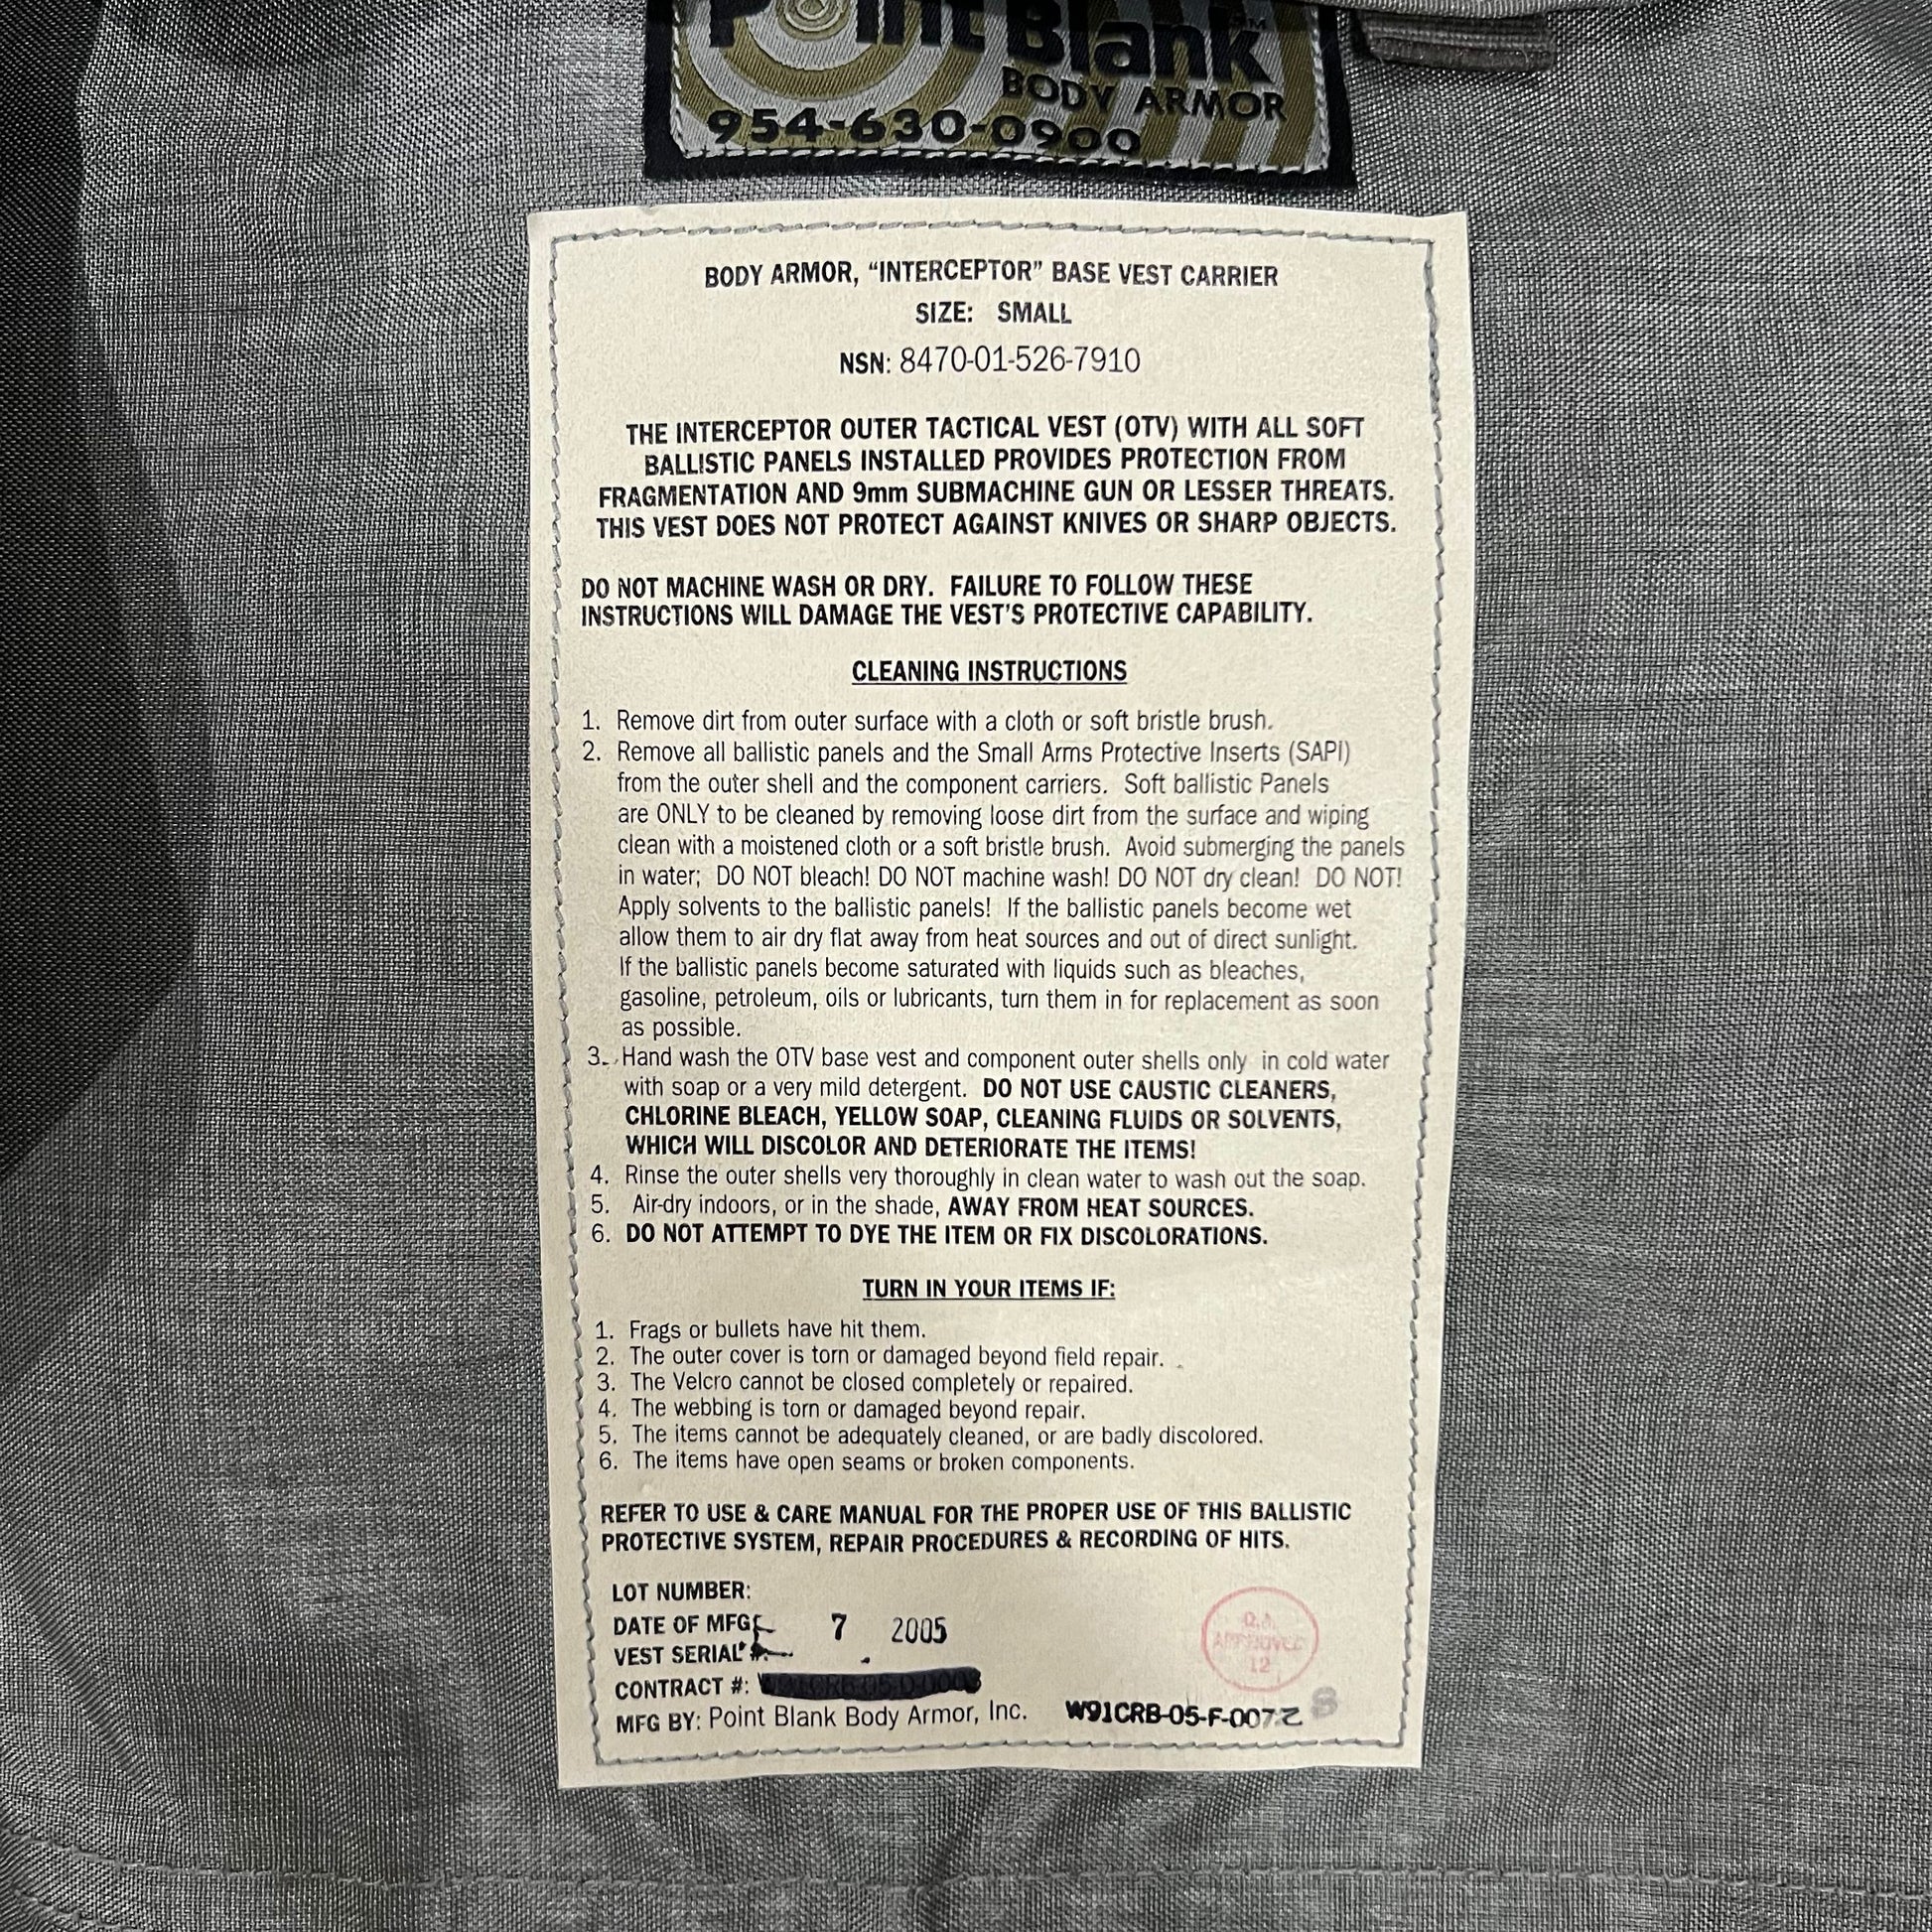 Point Blank™
BODY ARMOR
954-630-0900
BODY ARMOR, “INTERCEPTOR” BASE VEST CARRIER
SIZE: SMALL
NSN: 8470-01-526-7910
THE INTERCEPTOR OUTER TACTICAL VEST (OTV) WITH ALL SOFT
BALLISTIC PANELS INSTALLED PROVIDES PROTECTION FROM
FRAGMENTATION AND 9mm SUBMACHINE GUN OR LESSER THREATS.
THIS VEST DOES NOT PROTECT AGAINST KNIVES OR SHARP OBJECTS.
DO NOT MACHINE WASH OR DRY. FAILURE TO FOLLOW THESE
INSTRUCTIONS WILL DAMAGE THE VEST’S PROTECTIVE CAPABILITY.
CLEANING INSTRUCTIONS
1. Remove dirt from outer surface with a cloth or soft bristle brush.
2. Remove all ballistic panels and the Small Arms Protective Inserts (SAPI)
from the outer shell and the component carriers. Soft ballistic Panels
are ONLY to be cleaned by removing loose dirt from the surface and wiping
clean with a moistened cloth or a soft bristle brush. Avoid submerging the panels
in water; DO NOT bleach! DO NOT machine wash! DO NOT dry clean! DO NOT!
Apply solvents to the ballistic panels! If the ballistic panels become wet
allow them to air dry flat away from heat sources and out of direct sunlight.
If the ballistic panels become saturated with liquids such as bleaches,
gasoline, petroleum, oils or lubricants, turn them in for replacement as soon
as possible.
3. Hand wash the OTV base vest and component outer shells only in cold water
with soap or a very mild detergent. DO NOT USE CAUSTIC CLEANERS,
CHLORINE BLEACH, YELLOW SOAP, CLEANING FLUIDS OR SOLVENTS,
WHICH WILL DISCOLOR AND DETERIORATE THE ITEMS!
4. Rinse the outer shells very thoroughly in clean water to wash out the soap.
5. Air-dry indoors, or in the shade, AWAY FROM HEAT SOURCES.
6. DO NOT ATTEMPT TO DYE THE ITEM OR FIX DISCOLORATIONS.
TURN IN YOUR ITEMS IF:
1. Frags or bullets have hit them.
2. The outer cover is torn or damaged beyond field repair.
3. The Velcro cannot be closed completely or repaired.
4. The webbing is torn or damaged beyond repair.
5. The items cannot be adequately cleaned, or are badly discolored.
6. The items have open seams or broken components.
REFER TO USE & CARE MANUAL FOR THE PROPER USE OF THIS BALLISTIC
PROTECTIVE SYSTEM, REPAIR PROCEDURES & RECORDING OF HITS.
LOT NUMBER:
DATE OF MFG 7 2005
VEST SERIAL #
CONTRACT #:
MFG BY: Point Blank Body Armor, Inc. W91CRB-05-F-0072 8
Q.A.
APPROVED
12